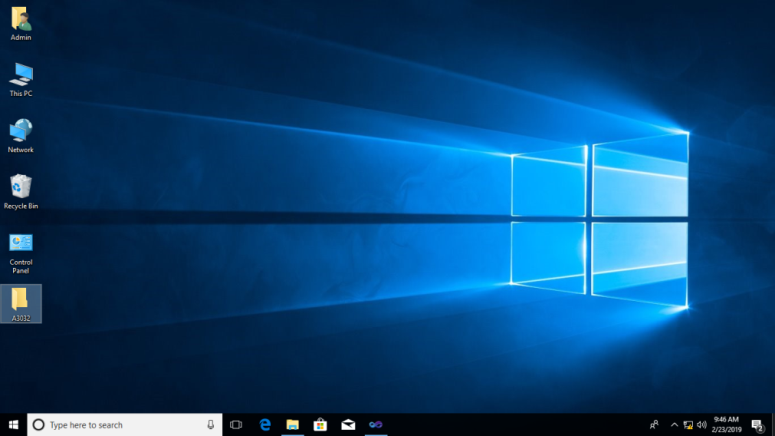 Admin
This PC
Network
Recycle Bin
Control
Panel
A3032
Type here to search
9:46 AM
2/23/2019
2